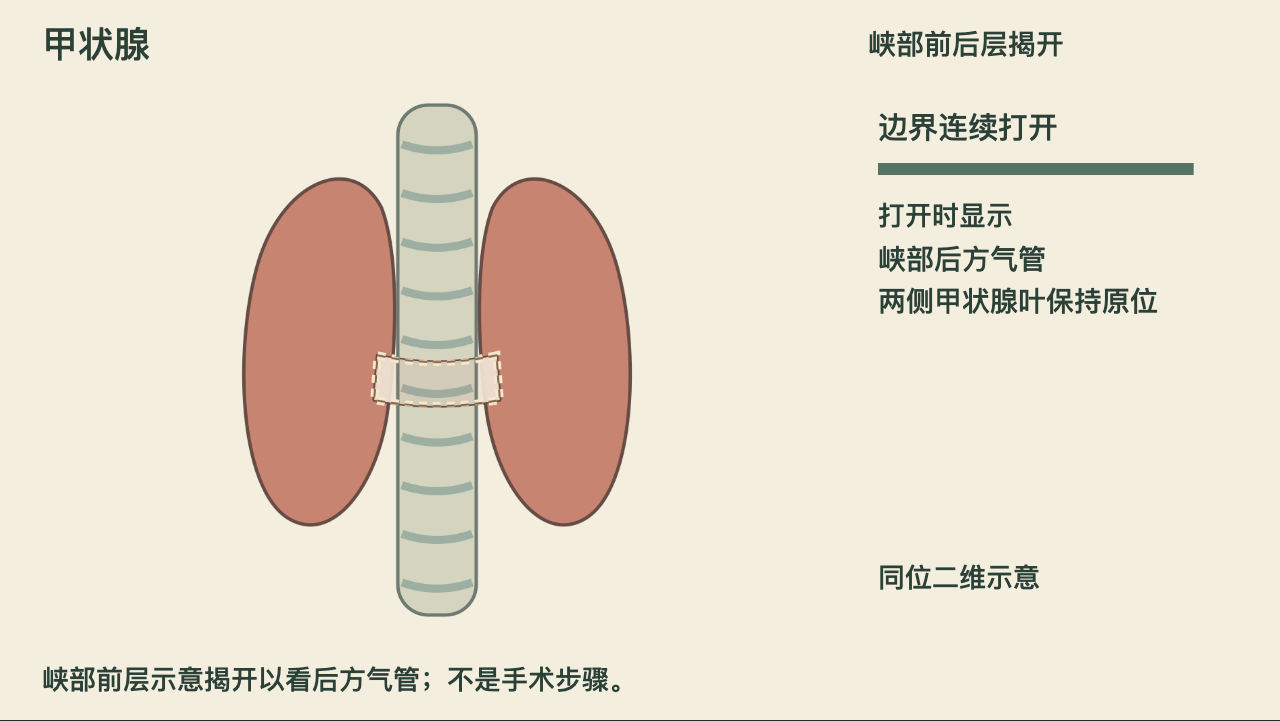 甲状腺
峡部前后层揭开
边界连续打开
打开时显示
峡部后方气管
两侧甲状腺叶保持原位
同位二维示意
峡部前层示意揭开以看后方气管；不是手术步骤。